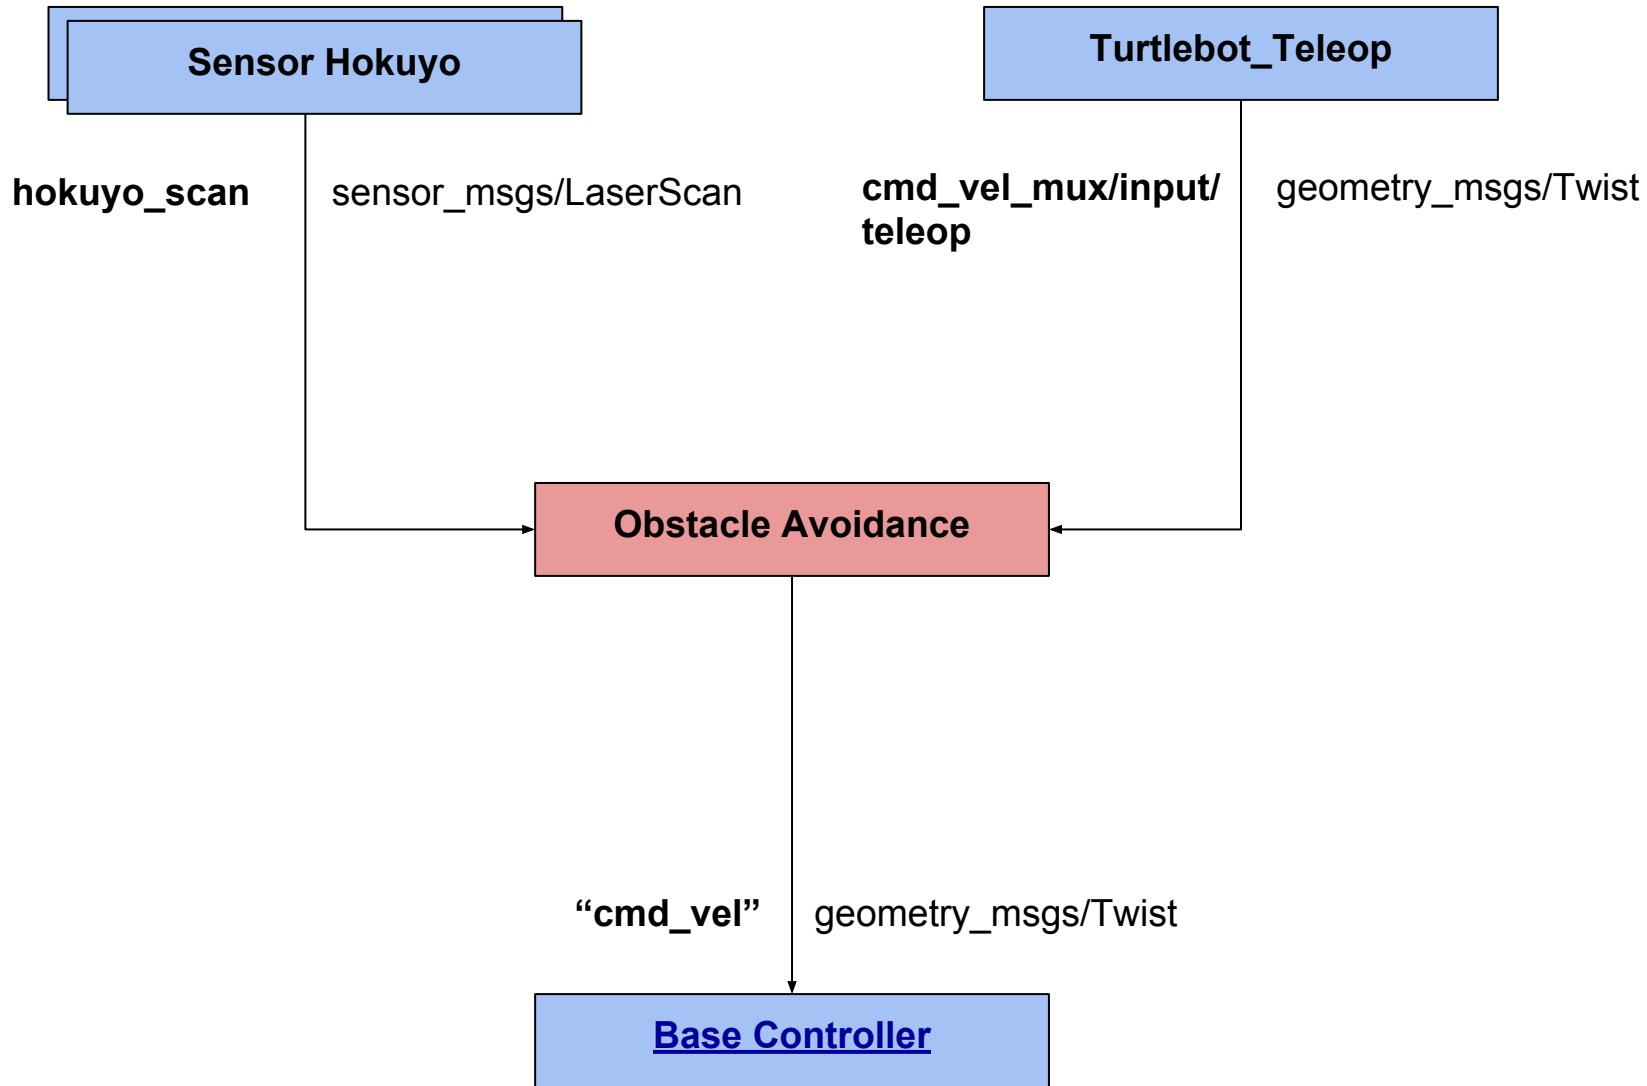 Sensor Hokuyo
Turtlebot_Teleop
hokuyo_scan
sensor_msgs/LaserScan
cmd_vel_mux/input/
teleop
geometry_msgs/Twist
Obstacle Avoidance
“cmd_vel”
geometry_msgs/Twist
Base Controller